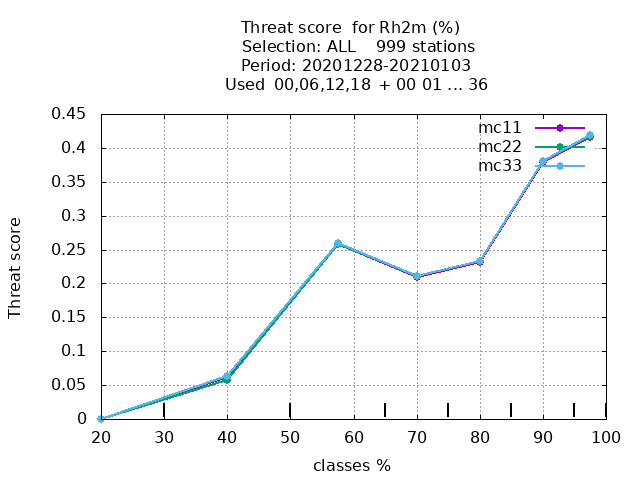 Threat score  for Rh2m (%)
Selection: ALL    999 stations
Period: 20201228-20210103
Used  00,06,12,18 + 00 01 ... 36
0.45
0.4
0.35
0.3
0.25
0.2
0.15
0.1
0.05
0
Threat score
mc11
mc22
mc33
20 30 40 50 60 70 80 90 100
classes %